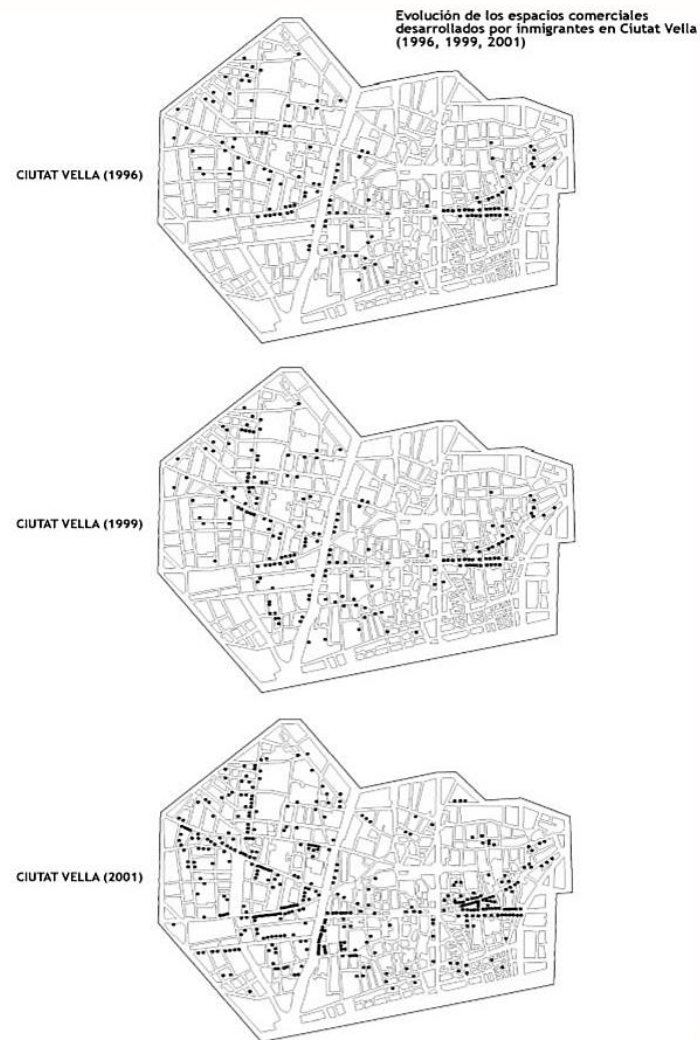 Evolución de los espacios comerciales
desarrollados por inmigrantes en Ciutat Vella
(1996, 1999, 2001)
CIUTAT VELLA (1996)
CIUTAT VELLA (1999)
CIUTAT VELLA (2001)